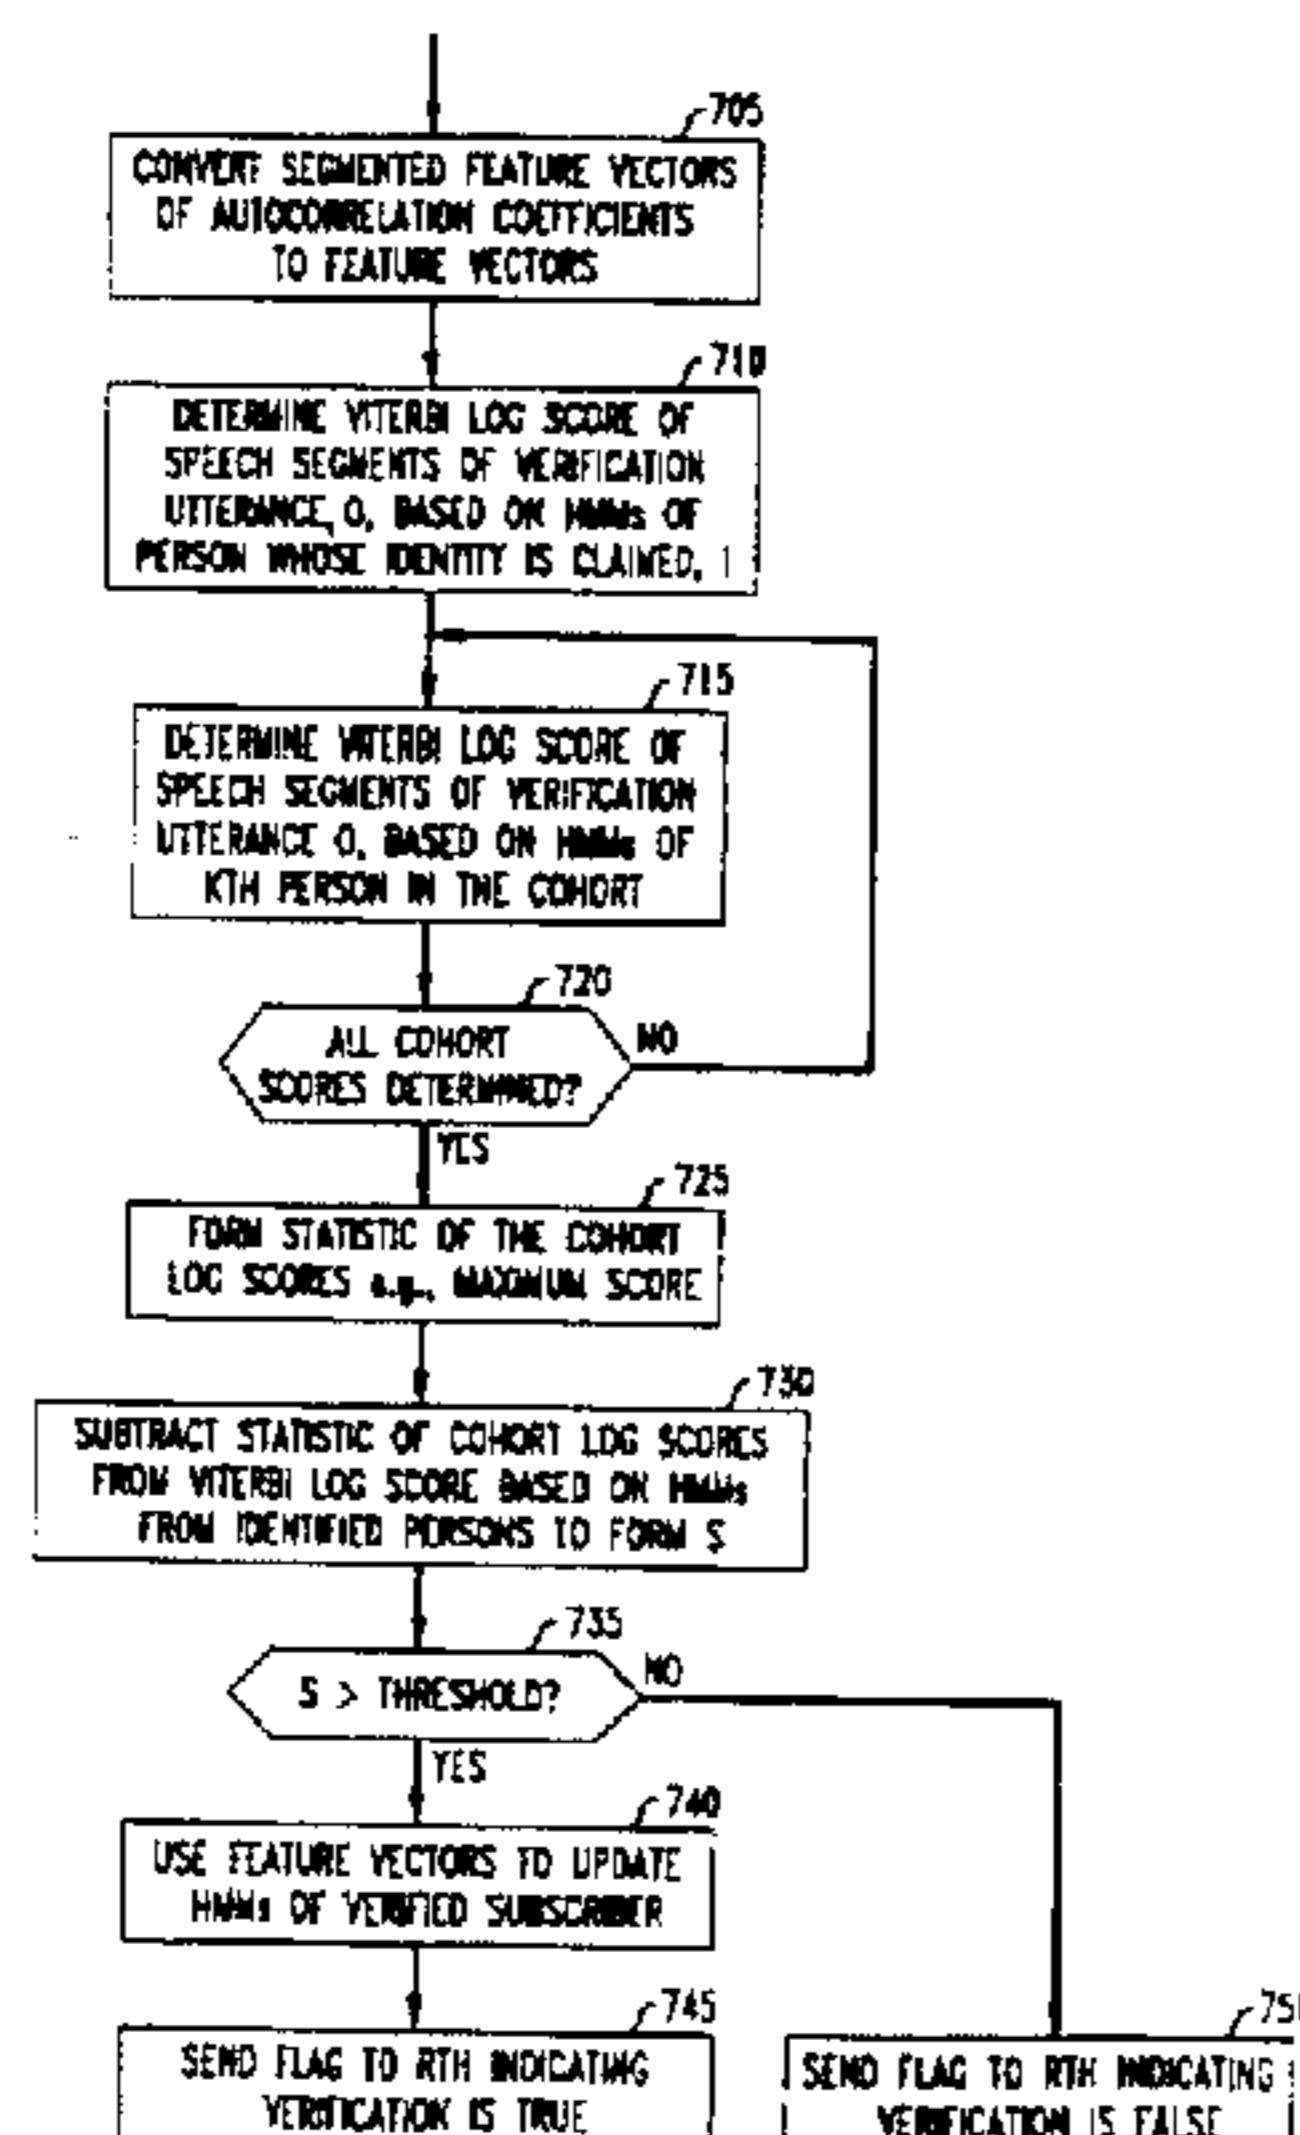 705
CONVERT SEGMENTED FEATURE VECTORS
OF AUTOCORRELATION COEFFICIENTS
TO FEATURE VECTORS
710
DETERMINE VITERBI LOG SCORE OF
SPEECH SEGMENTS OF VERIFICATION
UTTERANCE, O, BASED ON HMMs OF
PERSON WHOSE IDENTITY IS CLAIMED, I
715
DETERMINE VITERBI LOG SCORE OF
SPEECH SEGMENTS OF VERIFICATION
UTTERANCE O, BASED ON HMMs OF
KTH PERSON IN THE COHORT
720
ALL COHORT
SCORES DETERMINED?
NO
YES
725
FORM STATISTIC OF THE COHORT
LOG SCORES e.g., MAXIMUM SCORE
730
SUBTRACT STATISTIC OF COHORT LOG SCORES
FROM VITERBI LOG SCORE BASED ON HMMs
FROM IDENTIFIED PERSONS TO FORM S
735
S > THRESHOLD?
NO
YES
740
USE FEATURE VECTORS TO UPDATE
HMMs OF VERIFIED SUBSCRIBER
745
SEND FLAG TO RTH INDICATING
VERIFICATION IS TRUE
SEND FLAG TO RTH INDICATING
VERIFICATION IS FALSE